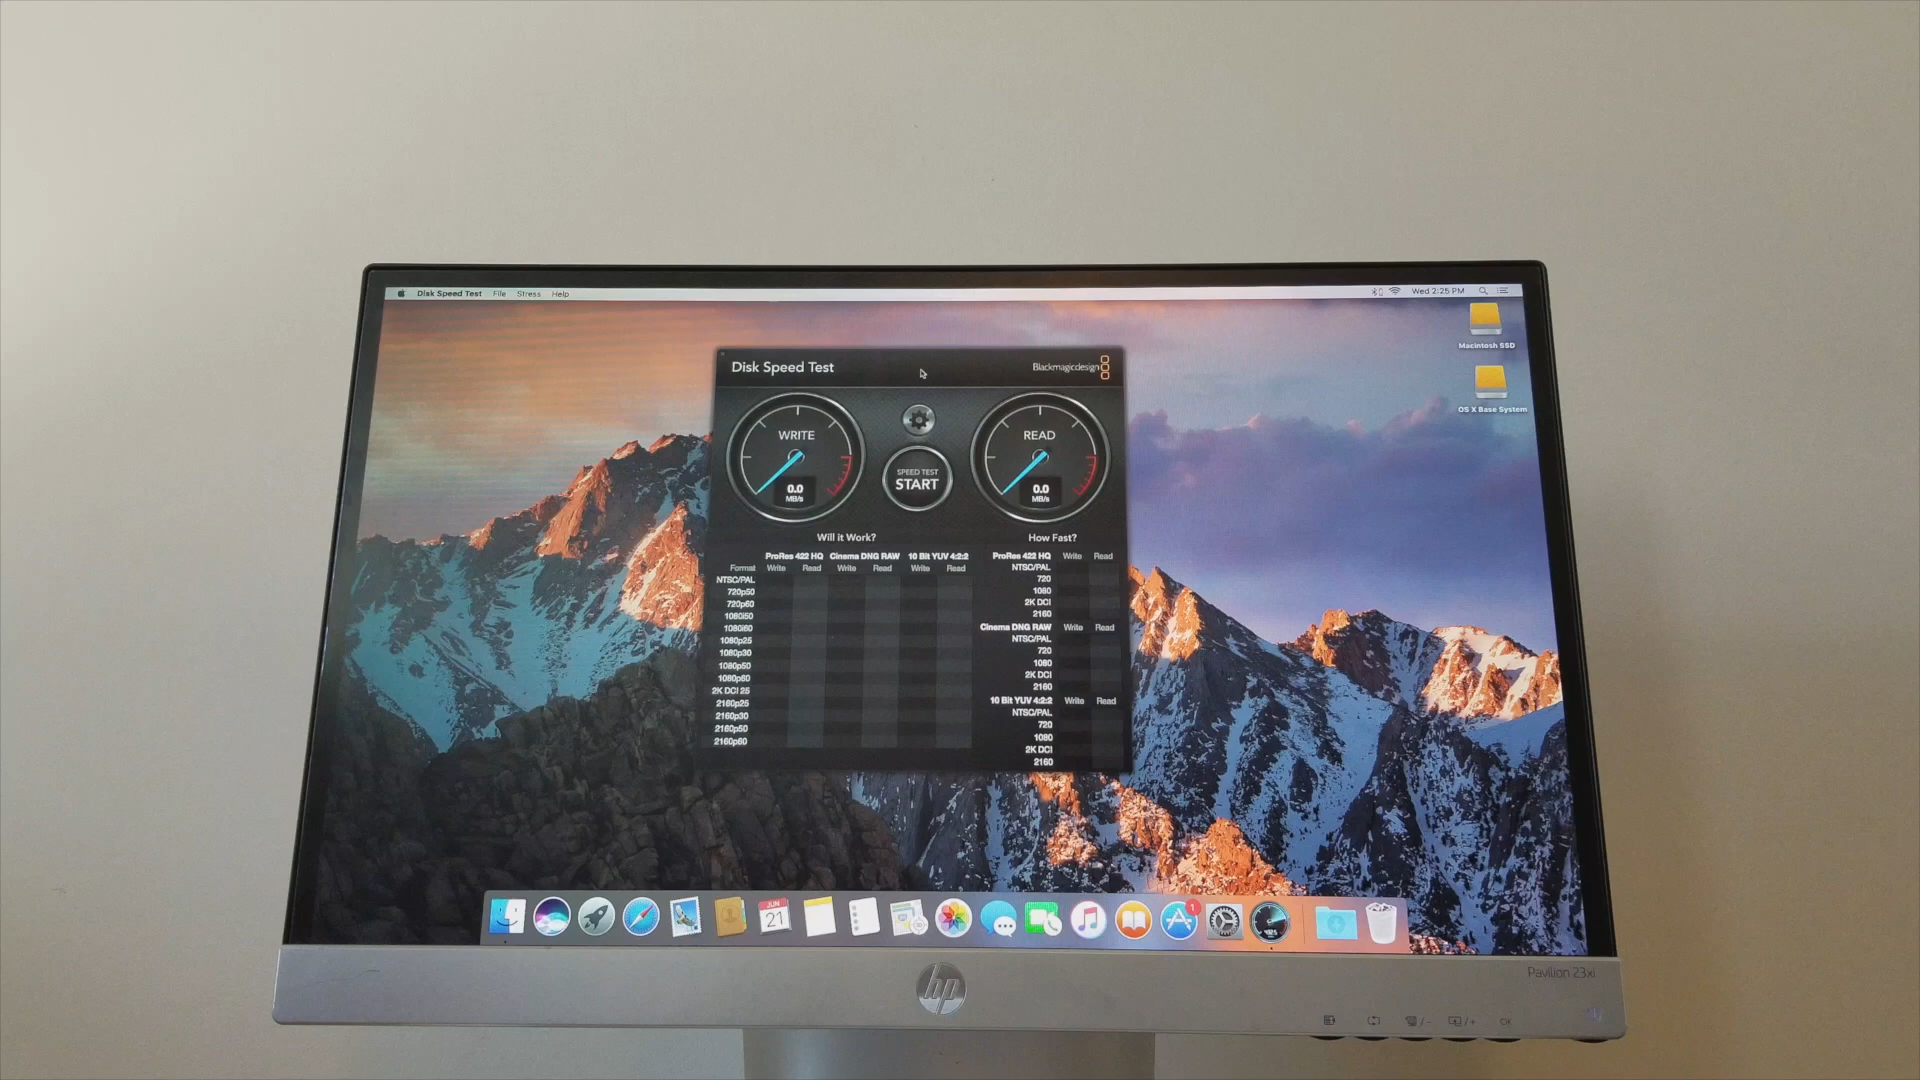 Disk Speed Test File Stress Help
Wed 2:25 PM
Macintosh SSD
OS X Base System
Disk Speed Test
Blackmagicdesign
WRITE
0.0
MB/s
SPEED TEST
START
READ
0.0
MB/s
Will it Work?
ProRes 422 HQ Cinema DNG RAW 10 Bit YUV 4:2:2
Format Write Read Write Read Write Read
NTSC/PAL
720p50
720p60
1080i50
1080i60
1080p25
1080p30
1080p50
1080p60
2K DCI 25
2160p25
2160p30
2160p50
2160p60
How Fast?
ProRes 422 HQ Write Read
NTSC/PAL
720
1080
2K DCI
2160
Cinema DNG RAW Write Read
NTSC/PAL
720
1080
2K DCI
2160
10 Bit YUV 4:2:2 Write Read
NTSC/PAL
720
1080
2K DCI
2160
JUN
21
1
hp
Pavilion 23xi
OK